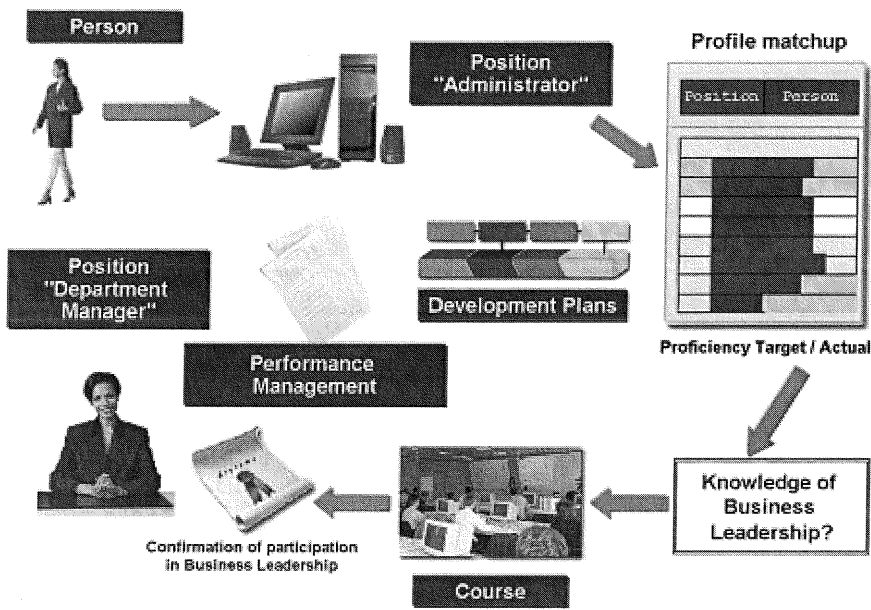 Person
Position
"Administrator"
Profile matchup
Position Person
Position
"Department
Manager"
Development Plans
Proficiency Target / Actual
Performance
Management
Knowledge of
Business
Leadership?
Confirmation of participation
in Business Leadership
Course